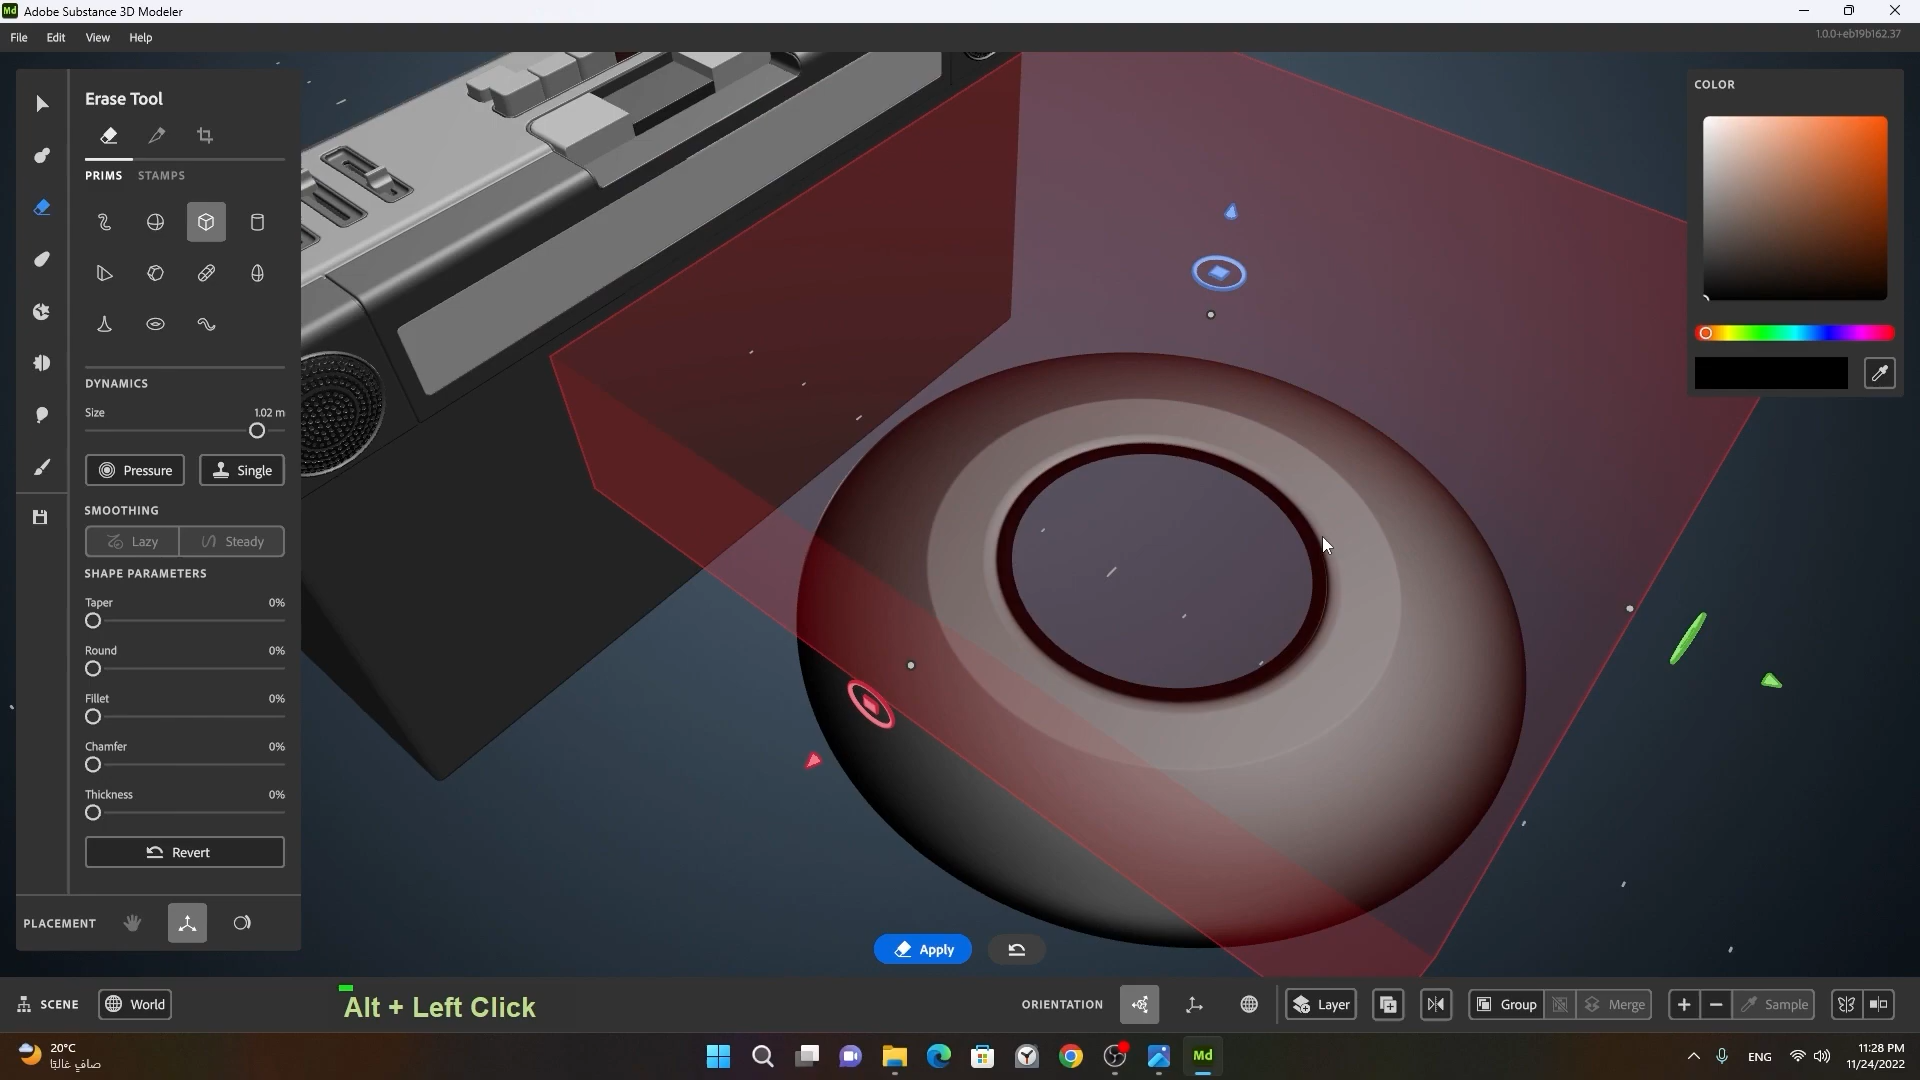 Md Adobe Substance 3D Modeler
File Edit View Help
1.0.0+eb19b162.37
Erase Tool
PRIMS STAMPS
DYNAMICS
Size 1.02 m
Pressure Single
SMOOTHING
Lazy Steady
SHAPE PARAMETERS
Taper 0%
Round 0%
Fillet 0%
Chamfer 0%
Thickness 0%
Revert
PLACEMENT
COLOR
Apply
SCENE World
Alt + Left Click
ORIENTATION
Layer
Group
Merge
Sample
20°C
صافٍ غالبًا
Md
ENG
11:28 PM
11/24/2022